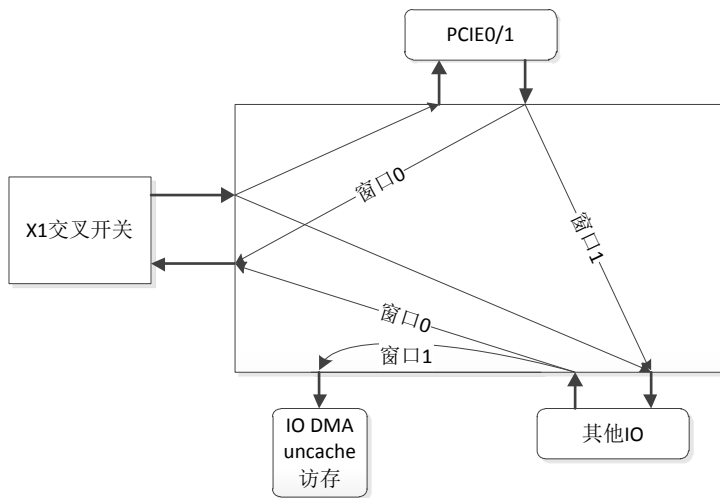 PCIE0/1
窗口0
X1交叉开关
窗口1
窗口0
窗口1
IO DMA
uncache
访存
其他IO